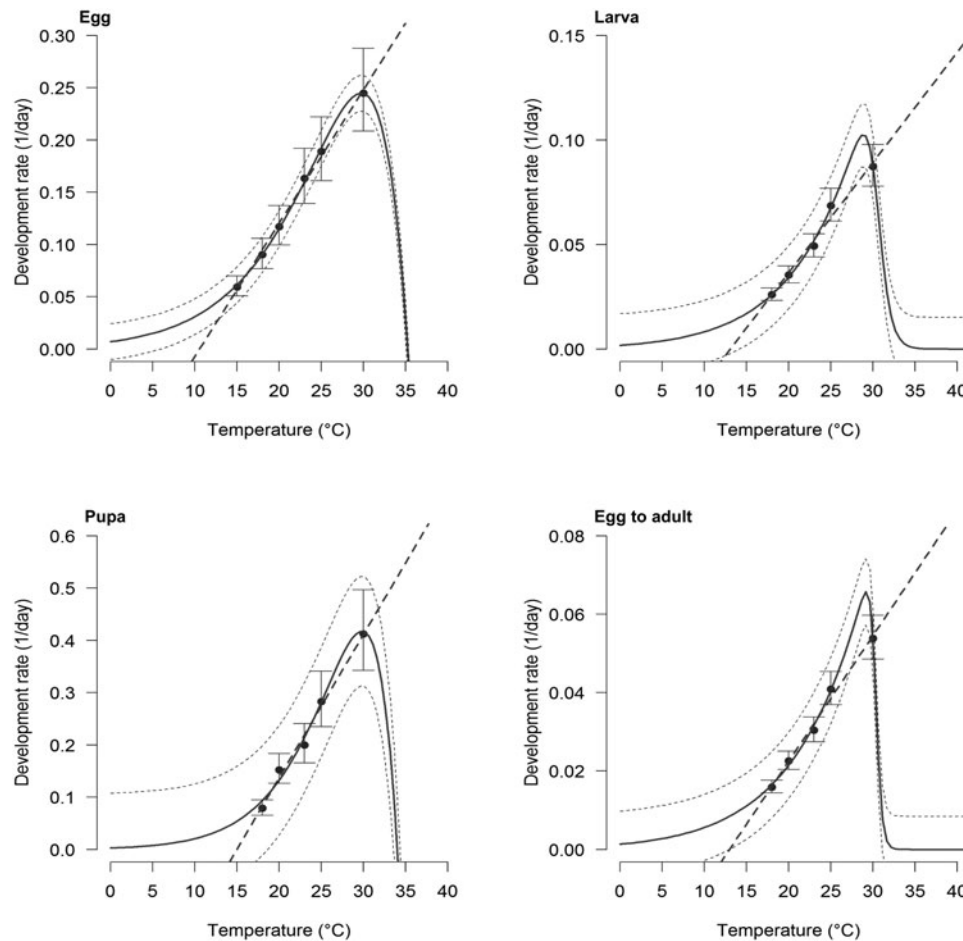 Egg
Development rate (1/day)
0.30
0.25
0.20
0.15
0.10
0.05
0.00
0 5 10 15 20 25 30 35 40
Temperature (°C)
Larva
Development rate (1/day)
0.15
0.10
0.05
0.00
0 5 10 15 20 25 30 35 40
Temperature (°C)
Pupa
Development rate (1/day)
0.6
0.5
0.4
0.3
0.2
0.1
0.0
0 5 10 15 20 25 30 35 40
Temperature (°C)
Egg to adult
Development rate (1/day)
0.08
0.06
0.04
0.02
0.00
0 5 10 15 20 25 30 35 40
Temperature (°C)